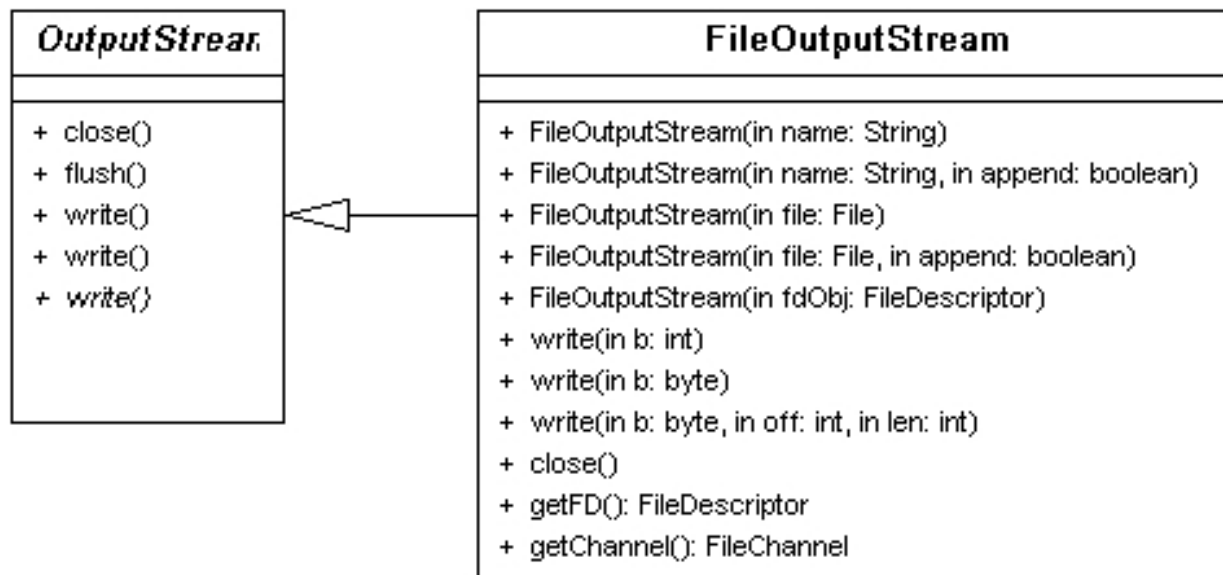 OutputStream
+ close()
+ flush()
+ write()
+ write()
+ write()
FileOutputStream
+ FileOutputStream(in name: String)
+ FileOutputStream(in name: String, in append: boolean)
+ FileOutputStream(in file: File)
+ FileOutputStream(in file: File, in append: boolean)
+ FileOutputStream(in fdObj: FileDescriptor)
+ write(in b: int)
+ write(in b: byte)
+ write(in b: byte, in off: int, in len: int)
+ close()
+ getFD(): FileDescriptor
+ getChannel(): FileChannel